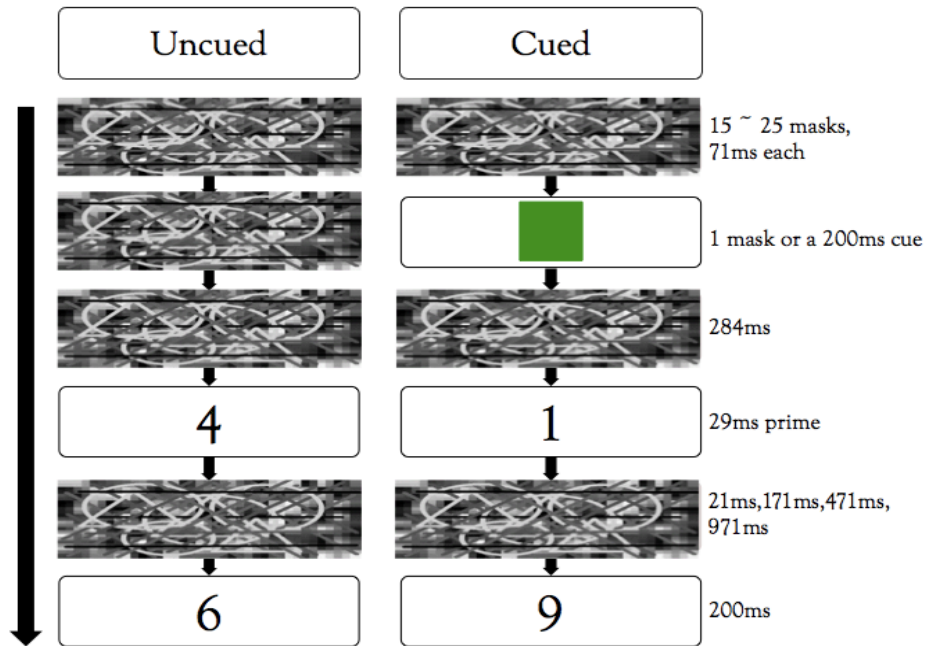 Uncued
Cued
15 ~ 25 masks,
71ms each
1 mask or a 200ms cue
284ms
4
1
29ms prime
21ms,171ms,471ms,
971ms
6
9
200ms